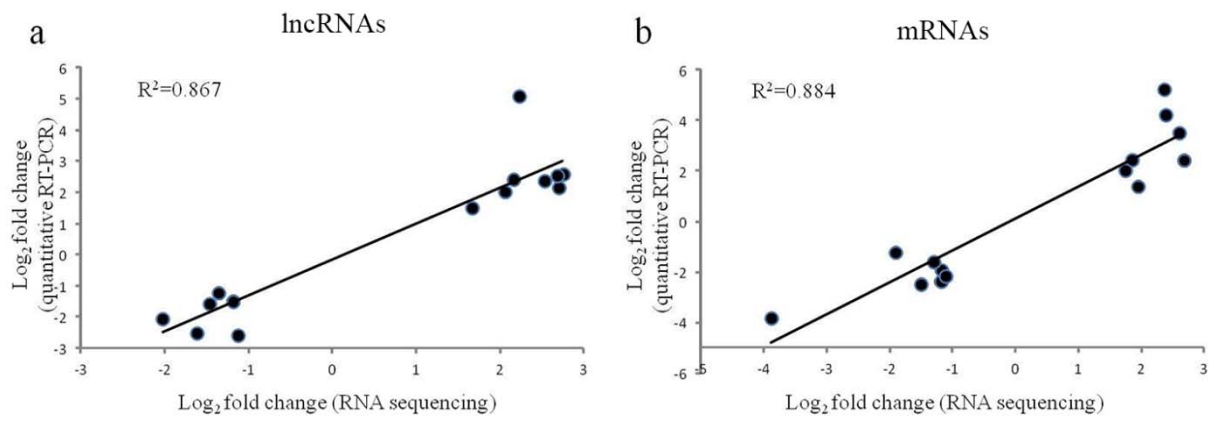 a
lncRNAs
R²=0.867
6
5
4
3
2
1
0
-1
-2
-3
Log₂ fold change
(quantitative RT-PCR)
-3 -2 -1 0 1 2 3
Log₂ fold change (RNA sequencing)
b
mRNAs
R²=0.884
6
4
2
0
-2
-4
-6
Log₂ fold change
(quantitative RT-PCR)
-5 -4 -3 -2 -1 0 1 2 3
Log₂ fold change (RNA sequencing)